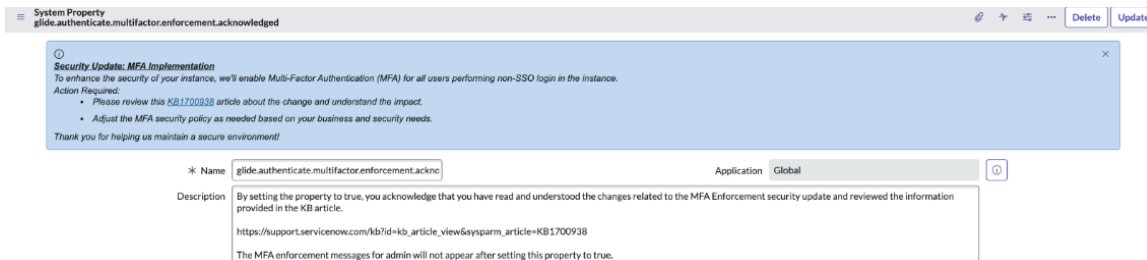 System Property
glide.authenticate.multifactor.enforcement.acknowledged
Delete
Update
Security Update: MFA Implementation
To enhance the security of your instance, we'll enable Multi-Factor Authentication (MFA) for all users performing non-SSO login in the instance.
Action Required:
• Please review this KB1700938 article about the change and understand the impact.
• Adjust the MFA security policy as needed based on your business and security needs.
Thank you for helping us maintain a secure environment!
Name
glide.authenticate.multifactor.enforcement.ackno
Application
Global
Description
By setting the property to true, you acknowledge that you have read and understood the changes related to the MFA Enforcement security update and reviewed the information
provided in the KB article.
https://support.servicenow.com/kb?id=kb_article_view&sysparm_article=KB1700938
The MFA enforcement messages for admin will not appear after setting this property to true.